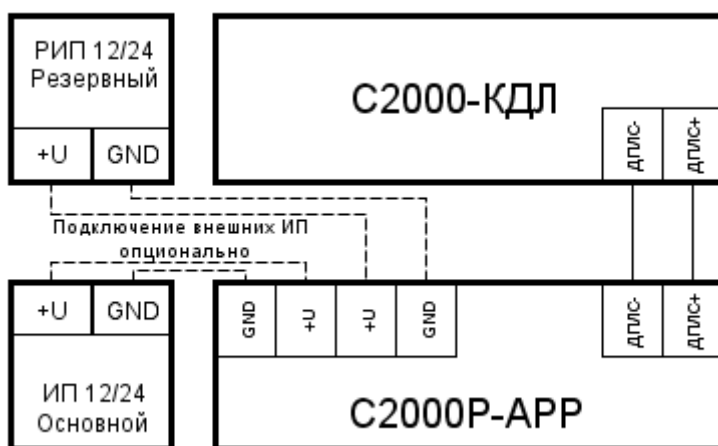 РИП 12/24
Резервный
+U GND
С2000-КДЛ
ДПЛС- ДПЛС+
Подключение внешних ИП
опционально
+U GND
ИП 12/24
Основной
GND +U +U GND
ДПЛС- ДПЛС+
С2000Р-АРР